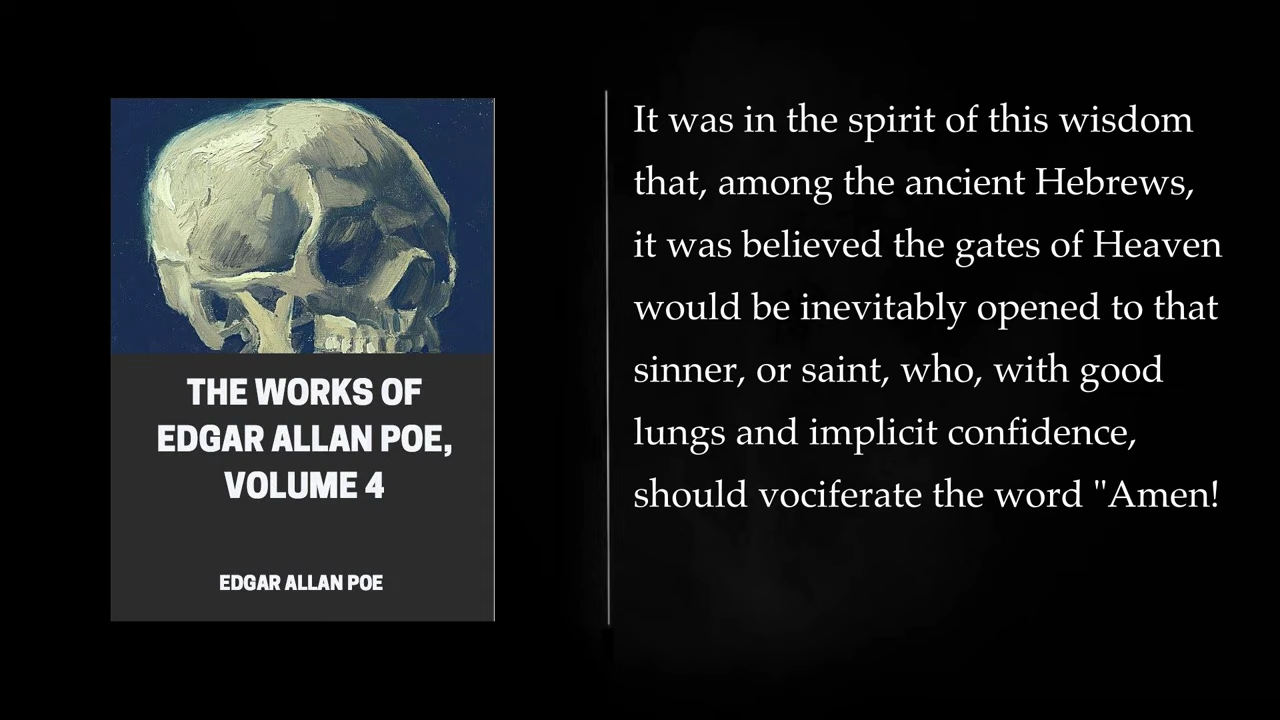 THE WORKS OF
EDGAR ALLAN POE,
VOLUME 4
EDGAR ALLAN POE
It was in the spirit of this wisdom
that, among the ancient Hebrews,
it was believed the gates of Heaven
would be inevitably opened to that
sinner, or saint, who, with good
lungs and implicit confidence,
should vociferate the word "Amen!